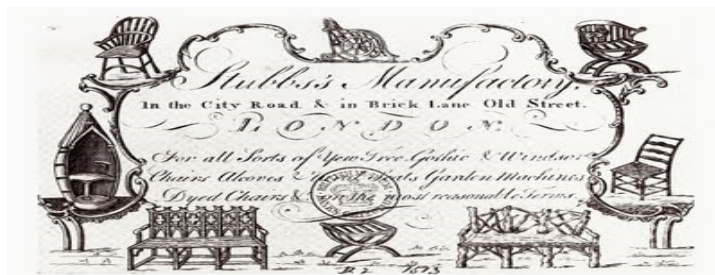 Stubbs's Manufactory,
In the City Road & in Brick Lane Old Street.
LONDON.
For all Sorts of Yew Tree Gothic & Windsor
Chairs Alcoves & Seats Garden Machines
Dyed Chairs & on the most reasonable Terms.